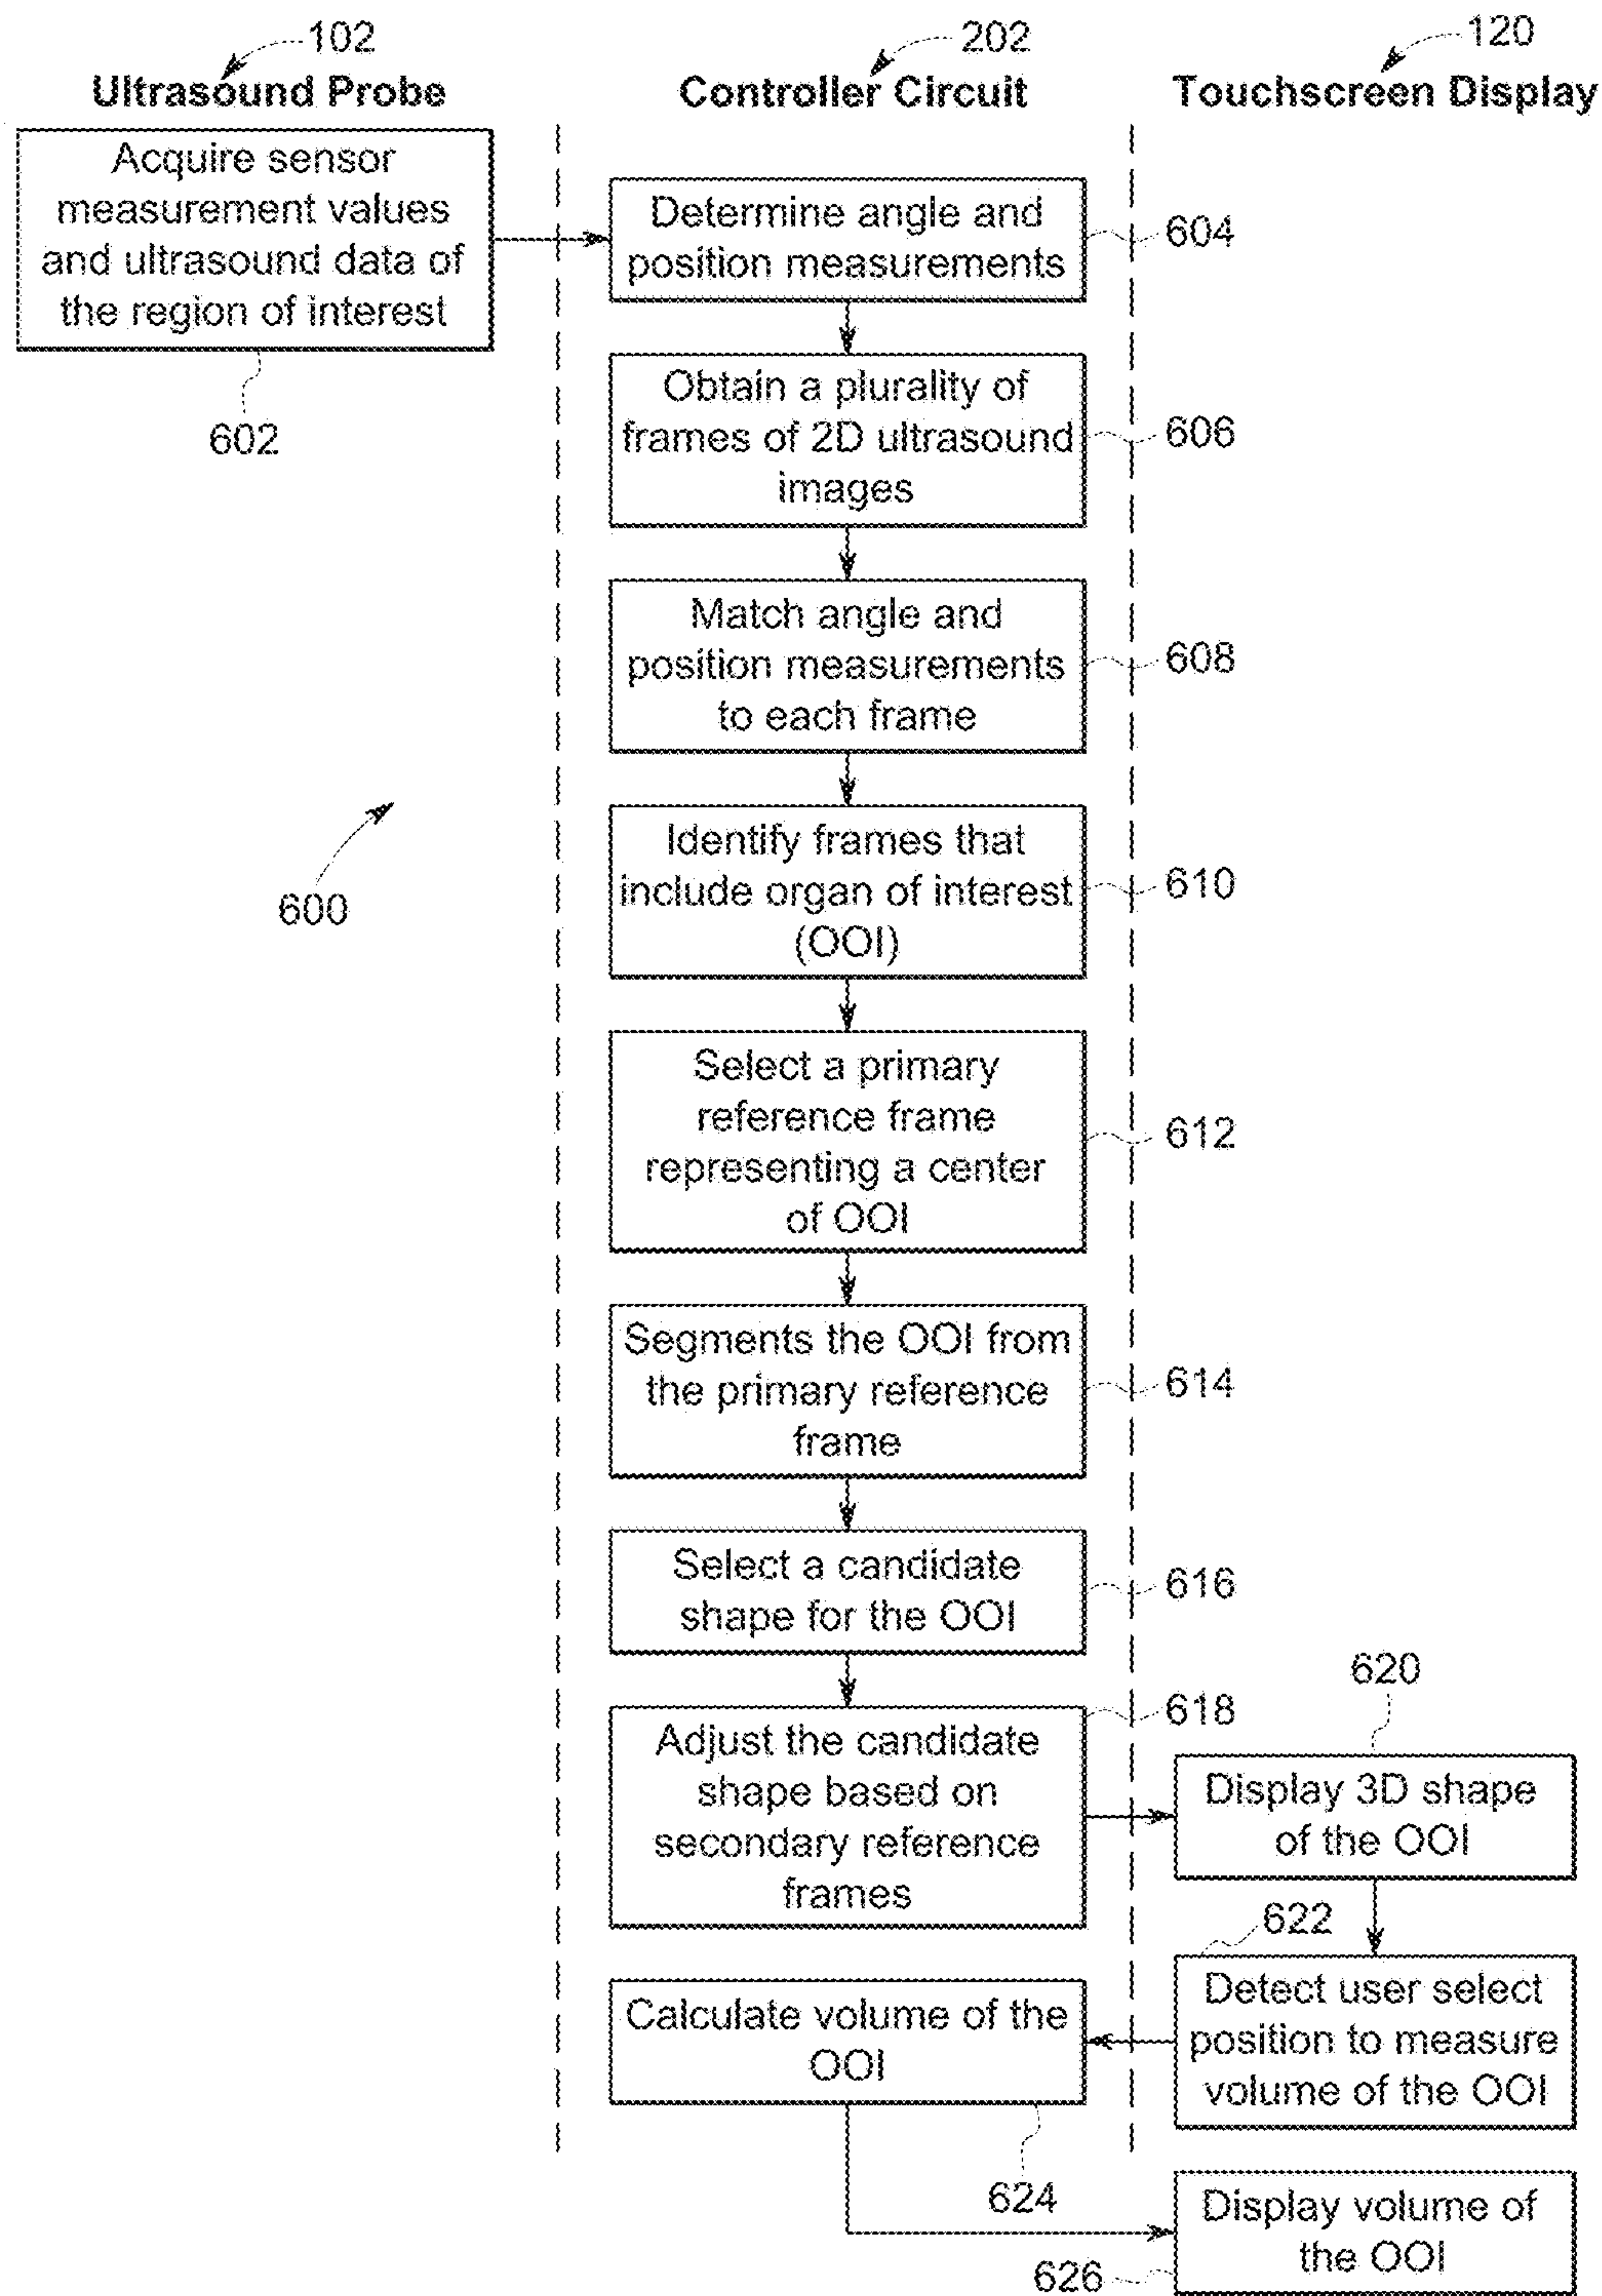 102
Ultrasound Probe
202
Controller Circuit
120
Touchscreen Display
Acquire sensor
measurement values
and ultrasound data of
the region of interest
602
Determine angle and
position measurements
604
Obtain a plurality of
frames of 2D ultrasound
images
606
Match angle and
position measurements
to each frame
608
600
Identify frames that
include organ of interest
(OOI)
610
Select a primary
reference frame
representing a center
of OOI
612
Segments the OOI from
the primary reference
frame
614
Select a candidate
shape for the OOI
616
Adjust the candidate
shape based on
secondary reference
frames
618
620
Display 3D shape
of the OOI
622
Detect user select
position to measure
volume of the OOI
Calculate volume of the
OOI
624
Display volume of
the OOI
626